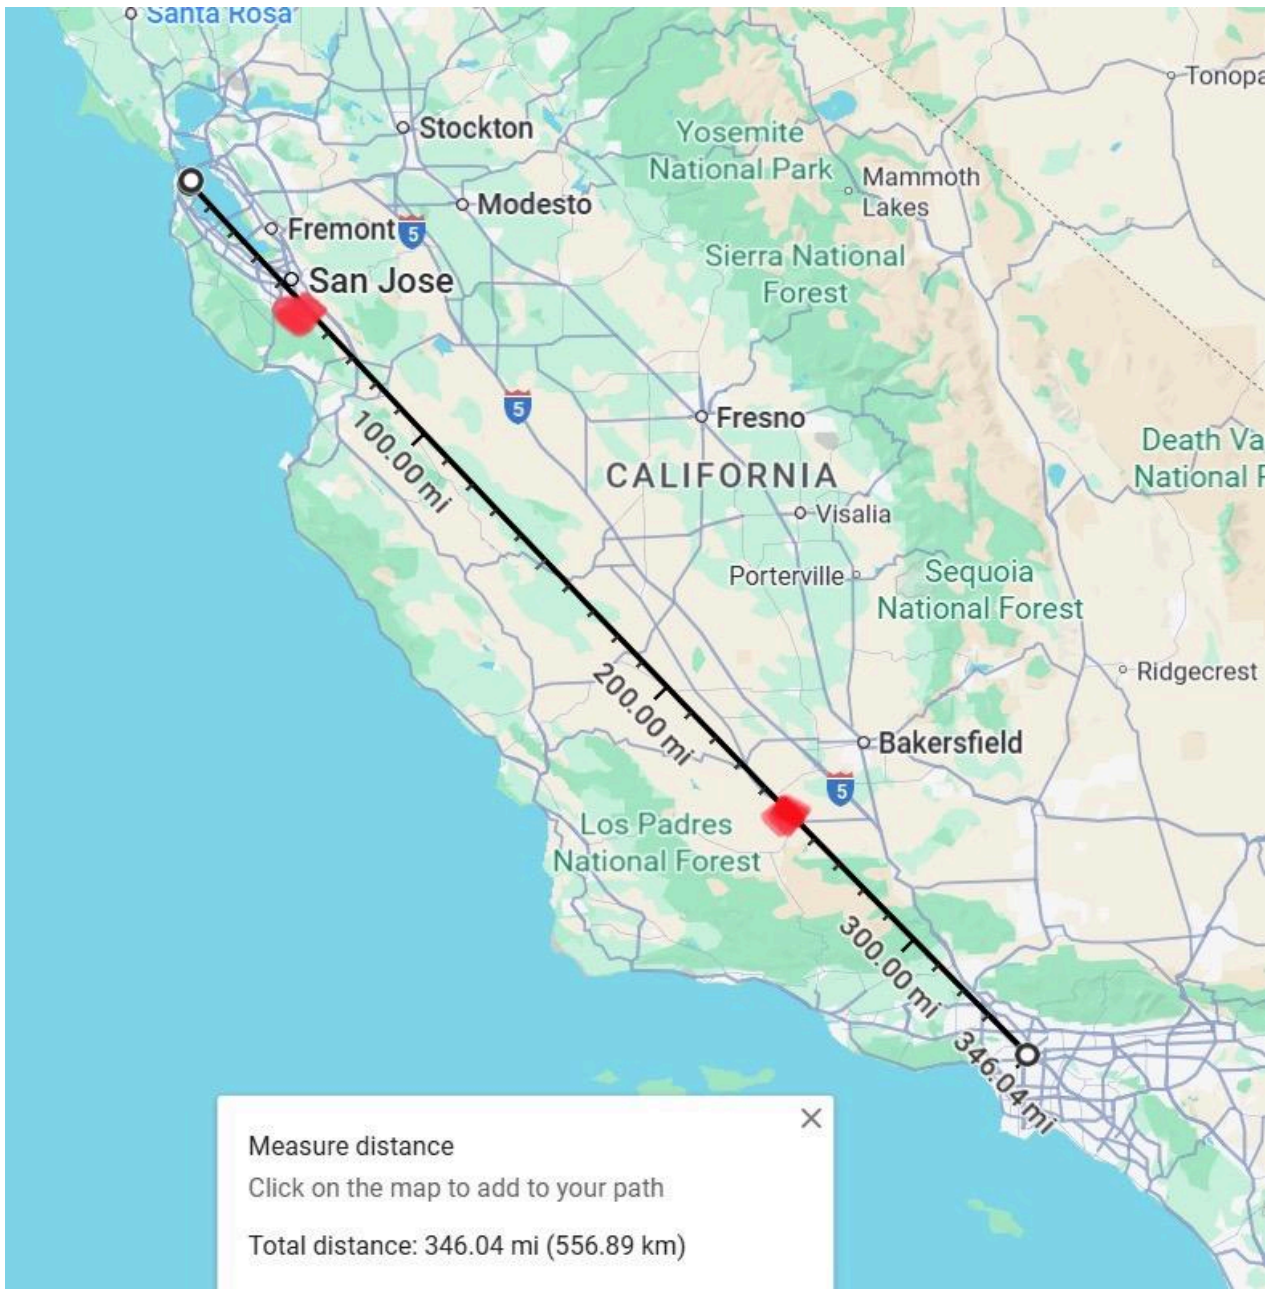 Santa Rosa
Tonopa
Stockton
Yosemite
National Park
Mammoth
Lakes
Modesto
Fremont
5
Sierra National
Forest
San Jose
5
Fresno
Death Va
National F
100.00 mi
CALIFORNIA
Visalia
Porterville
Sequoia
National Forest
Ridgecrest
200.00 mi
Bakersfield
5
Los Padres
National Forest
300.00 mi
346.04 mi
Measure distance
Click on the map to add to your path
Total distance: 346.04 mi (556.89 km)